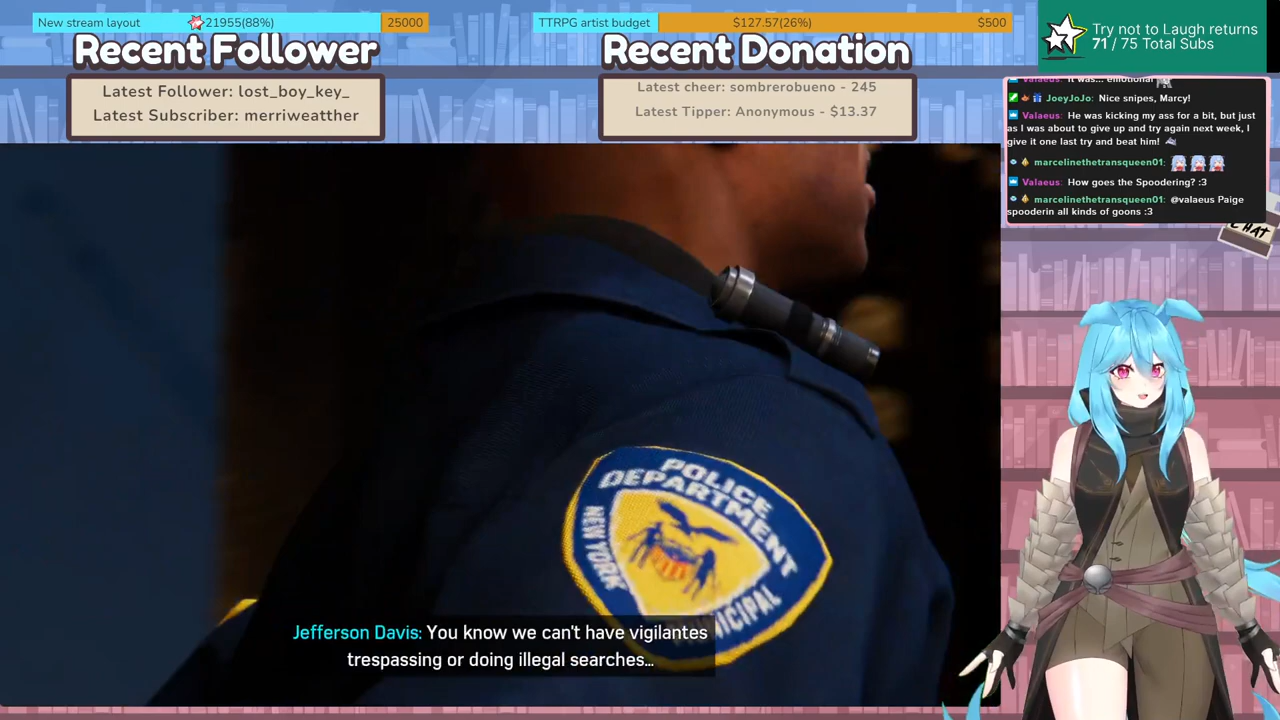 New stream layout 21955(88%) 25000
TTRPG artist budget $127.57(26%) $500
Try not to Laugh returns
71 / 75 Total Subs
Recent Follower
Recent Donation
Latest Follower: lost_boy_key_
Latest Subscriber: merriweatther
Latest cheer: sombrerobueno - 245
Latest Tipper: Anonymous - $13.37
Valaeus: It was... emotional
JoeyJoJo: Nice snipes, Marcy!
Valaeus: He was kicking my ass for a bit, but just
as I was about to give up and try again next week, I
give it one last try and beat him!
marcelinethetransqueen01:
Valaeus: How goes the Spoodering? :3
marcelinethetransqueen01: @valaeus Paige
spooderin all kinds of goons :3
CHAT
POLICE
DEPARTMENT
NEW YORK
MUNICIPAL
Jefferson Davis: You know we can't have vigilantes
trespassing or doing illegal searches...